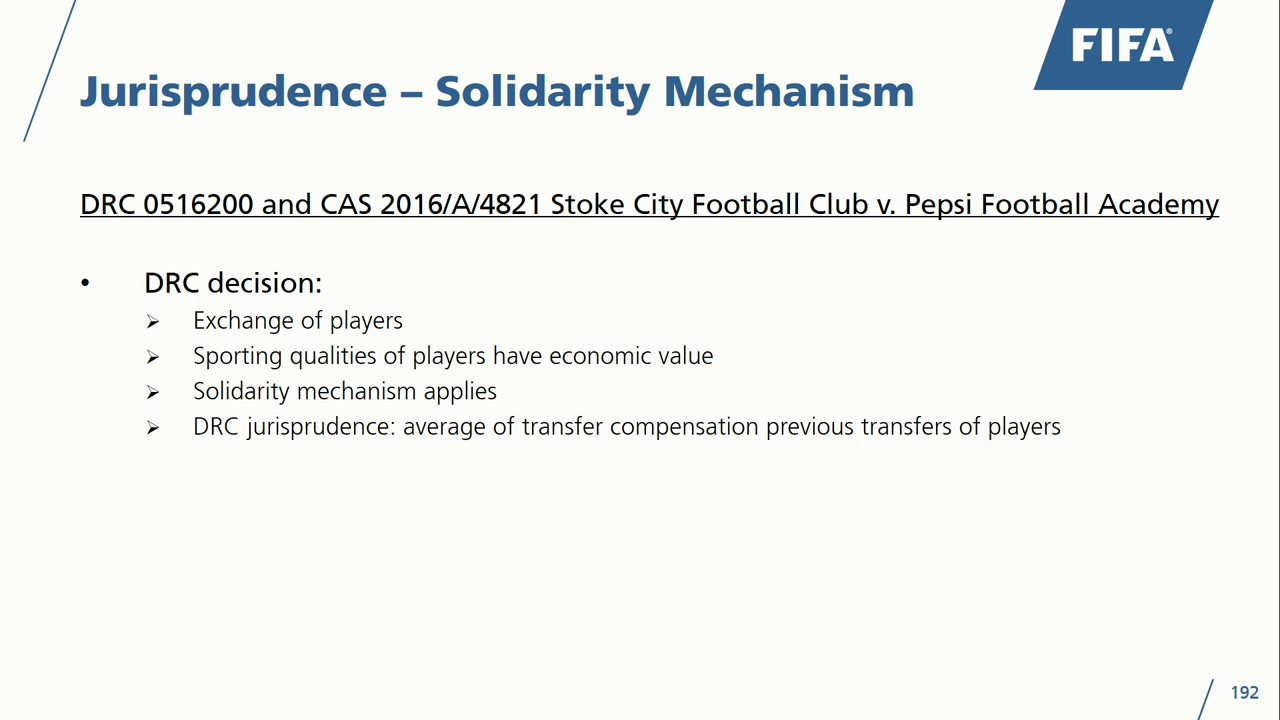 FIFA®
Jurisprudence – Solidarity Mechanism
DRC 0516200 and CAS 2016/A/4821 Stoke City Football Club v. Pepsi Football Academy
• DRC decision:
➢ Exchange of players
➢ Sporting qualities of players have economic value
➢ Solidarity mechanism applies
➢ DRC jurisprudence: average of transfer compensation previous transfers of players
192